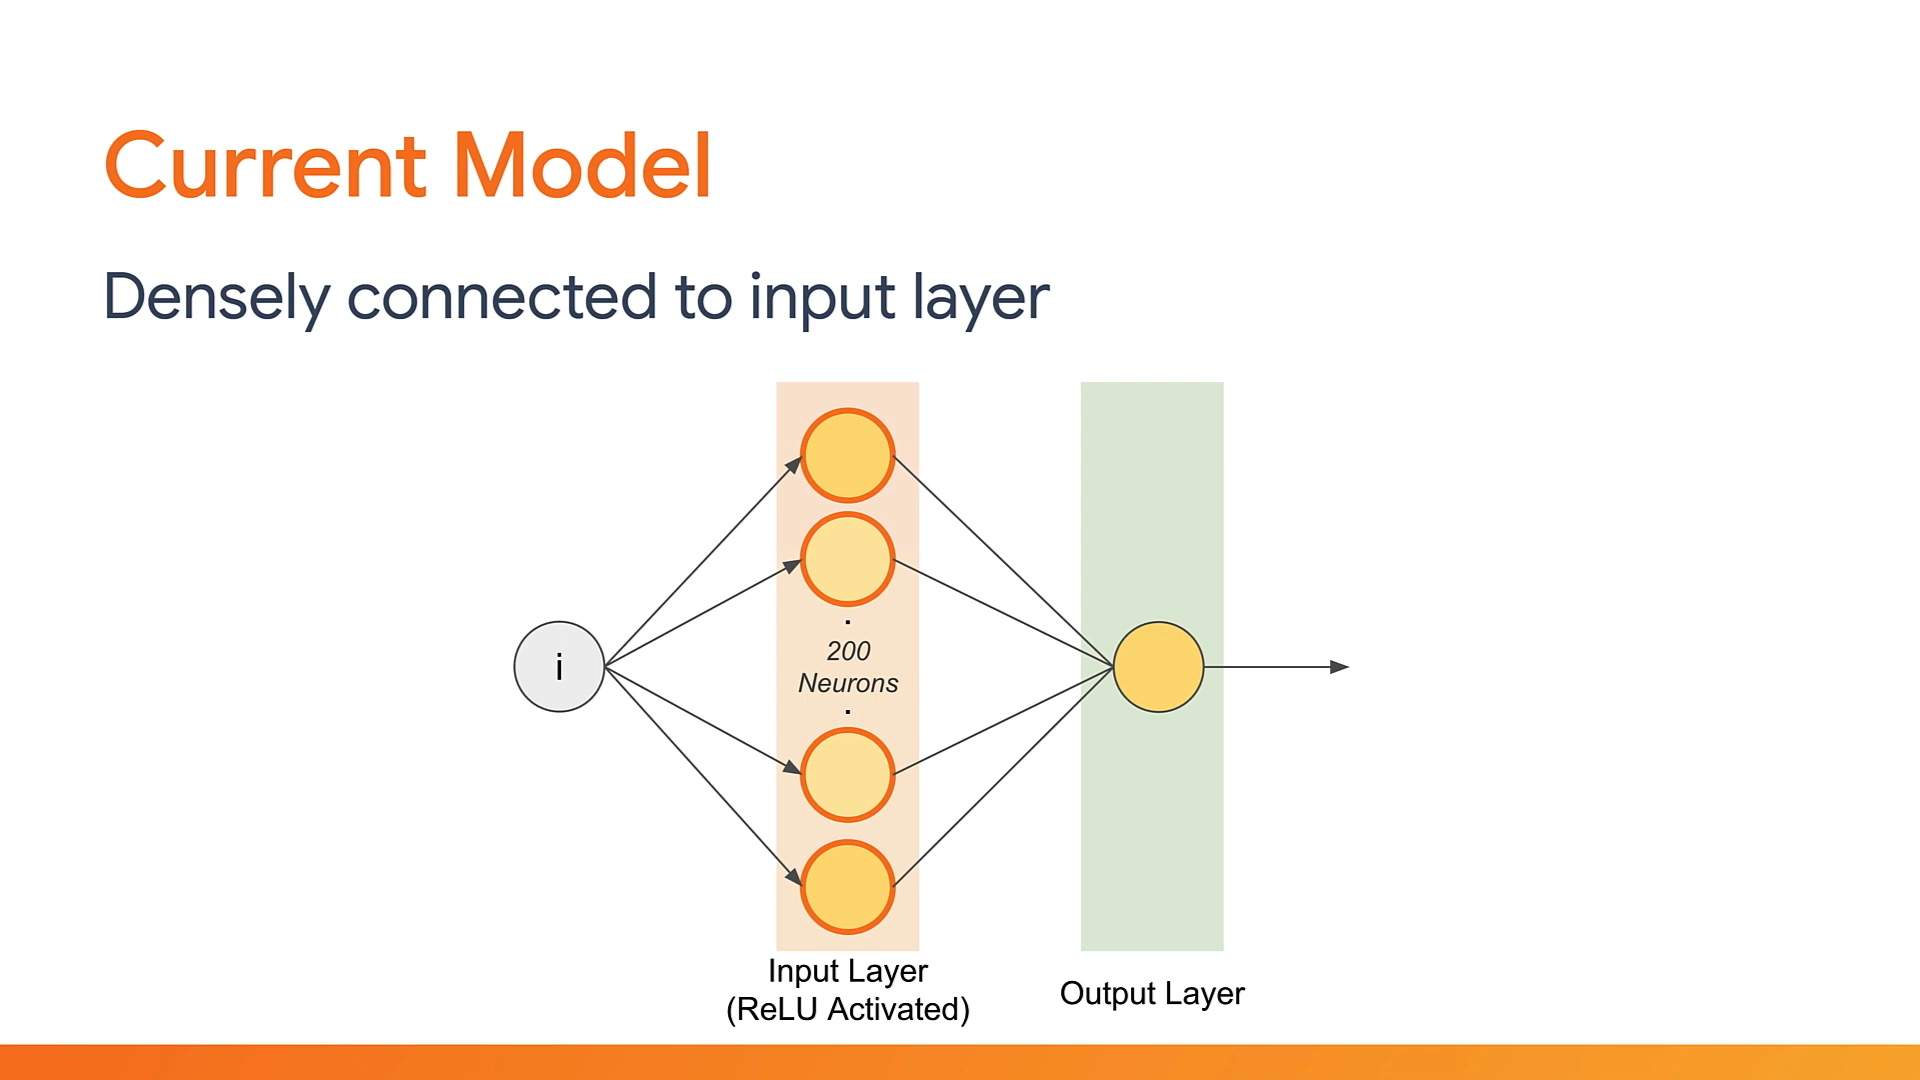 Current Model
Densely connected to input layer
i
.
200
Neurons
.
Input Layer
(ReLU Activated)
Output Layer